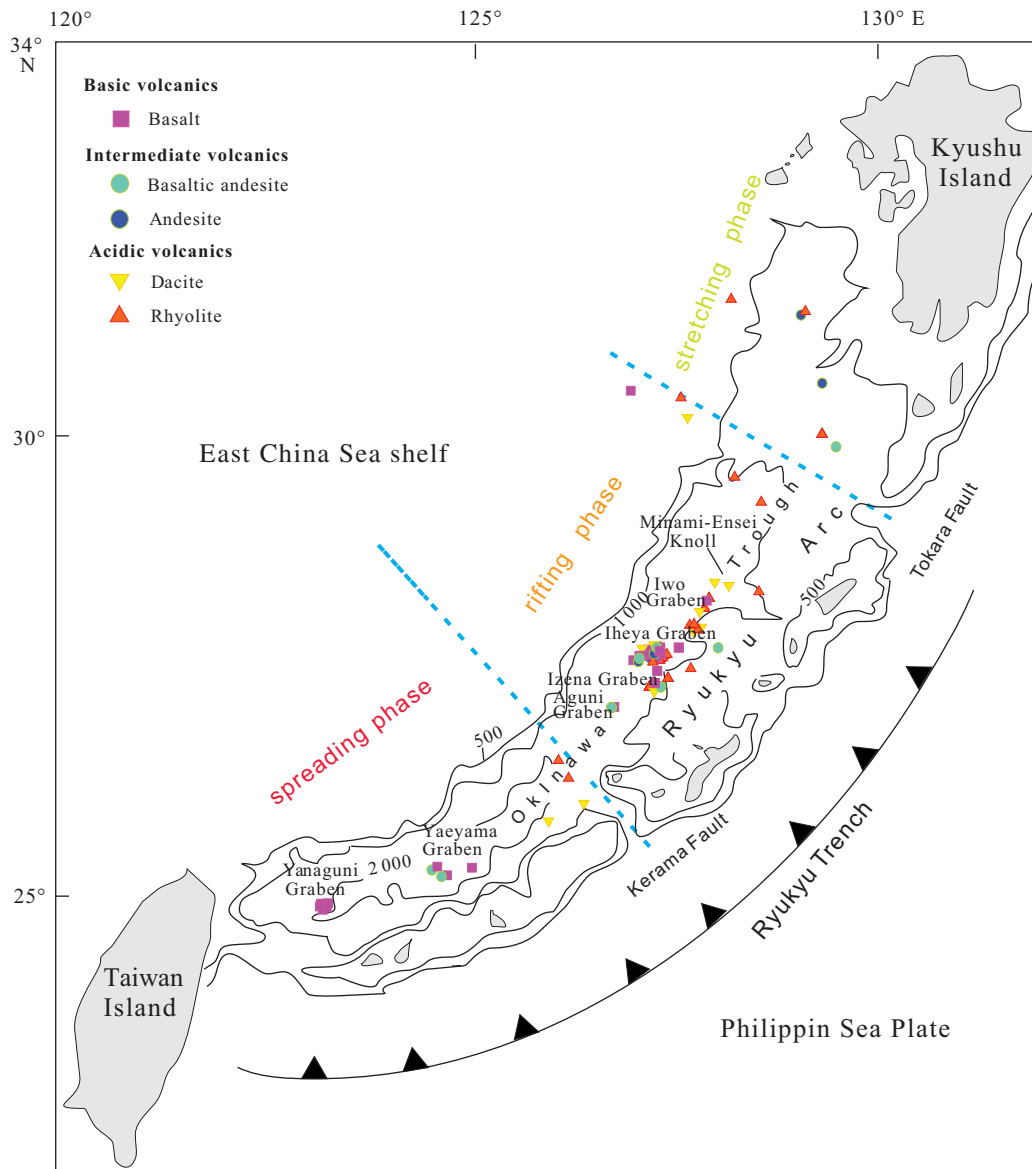 120°
125°
130° E
34°
N
Basic volcanics
Basalt
Intermediate volcanics
Basaltic andesite
Andesite
Acidic volcanics
Dacite
Rhyolite
Kyushu
Island
stretching phase
30°
East China Sea shelf
rifting phase
Minami-Ensei
Knoll
Trough
Arc
Tokara Fault
500
Iwo
Graben
1000
Iheya Graben
Izena Graben
Aguni
Graben
Ryukyu
500
spreading phase
Okinawa
Yaeyama
Graben
2 000
Yanaguni
Graben
Kerama Fault
Ryukyu Trench
25°
Taiwan
Island
Philippin Sea Plate